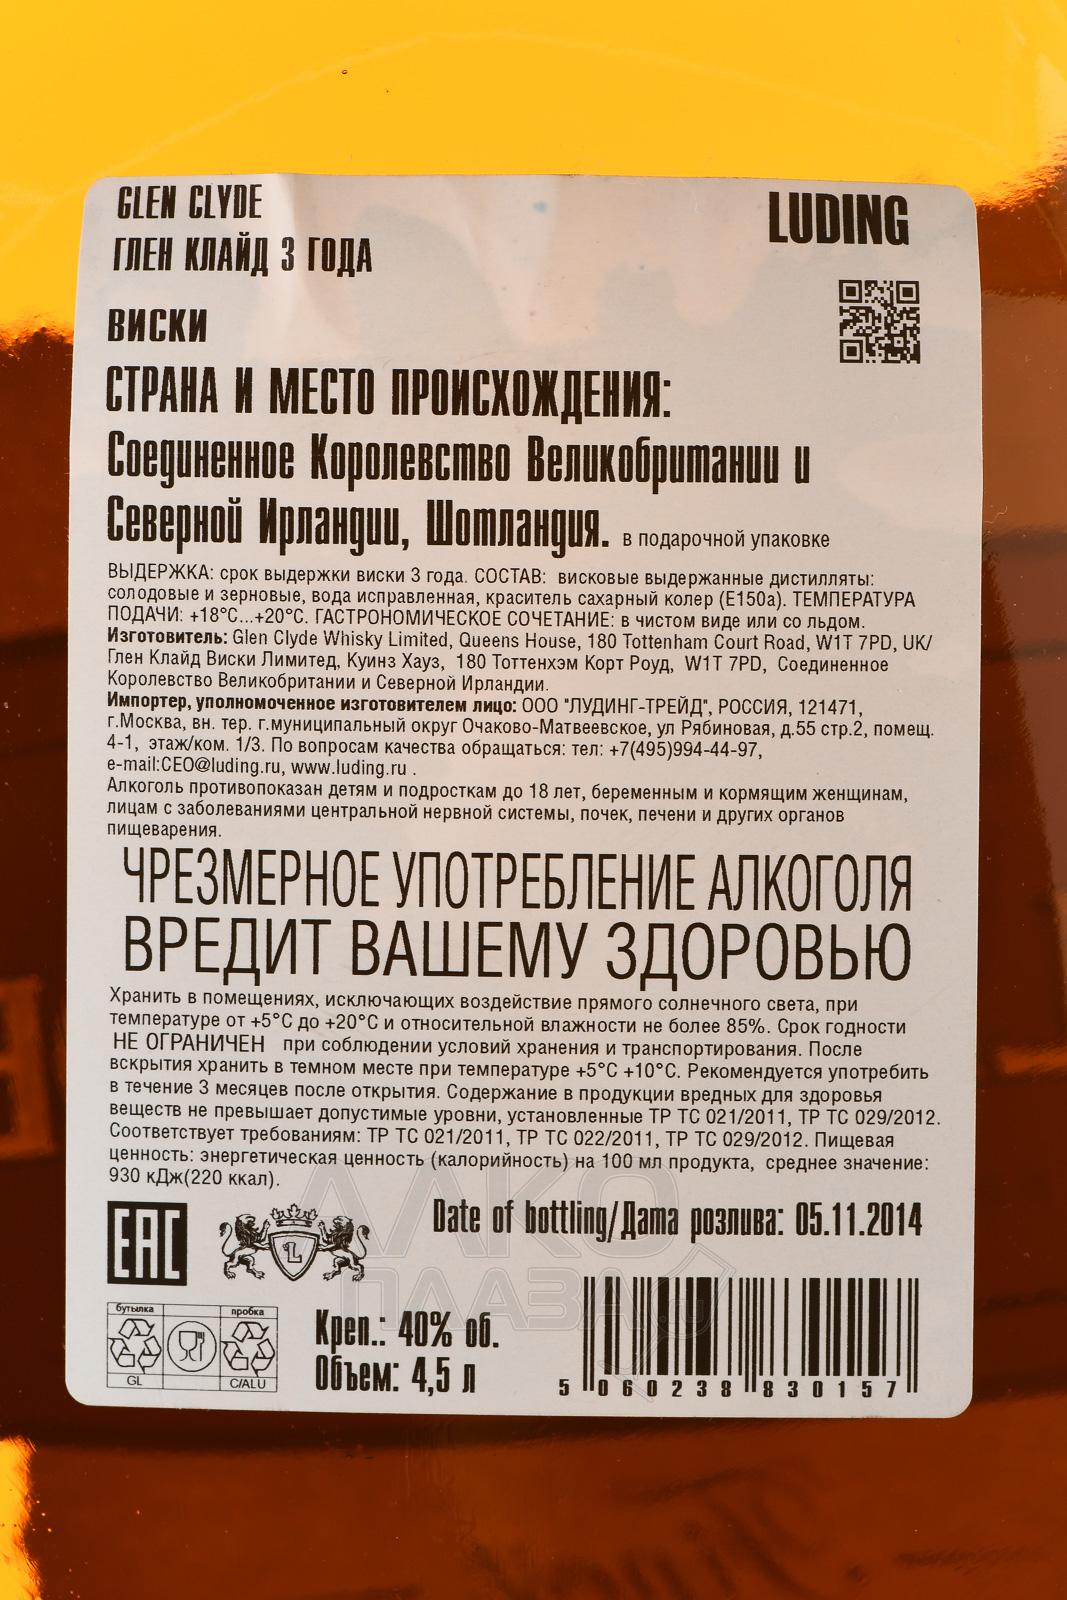 GLEN CLYDE
LUDING
ГЛЕН КЛАЙД 3 ГОДА
ВИСКИ
СТРАНА И МЕСТО ПРОИСХОЖДЕНИЯ:
Соединенное Королевство Великобритании и
Северной Ирландии, Шотландия. в подарочной упаковке
ВЫДЕРЖКА: срок выдержки виски 3 года. СОСТАВ: висковые выдержанные дистилляты:
солодовые и зерновые, вода исправленная, краситель сахарный колер (Е150а). ТЕМПЕРАТУРА
ПОДАЧИ: +18°С...+20°С. ГАСТРОНОМИЧЕСКОЕ СОЧЕТАНИЕ: в чистом виде или со льдом.
Изготовитель: Glen Clyde Whisky Limited, Queens House, 180 Tottenham Court Road, W1T 7PD, UK/
Глен Клайд Виски Лимитед, Куинз Хауз, 180 Тоттенхэм Корт Роуд, W1T 7PD, Соединенное
Королевство Великобритании и Северной Ирландии.
Импортер, уполномоченное изготовителем лицо: ООО "ЛУДИНГ-ТРЕЙД", РОССИЯ, 121471,
г.Москва, вн. тер. г.муниципальный округ Очаково-Матвеевское, ул Рябиновая, д.55 стр.2, помещ.
4-1, этаж/ком. 1/3. По вопросам качества обращаться: тел: +7(495)994-44-97,
e-mail:CEO@luding.ru, www.luding.ru .
Алкоголь противопоказан детям и подросткам до 18 лет, беременным и кормящим женщинам,
лицам с заболеваниями центральной нервной системы, почек, печени и других органов
пищеварения.
ЧРЕЗМЕРНОЕ УПОТРЕБЛЕНИЕ АЛКОГОЛЯ
ВРЕДИТ ВАШЕМУ ЗДОРОВЬЮ
Хранить в помещениях, исключающих воздействие прямого солнечного света, при
температуре от +5°С до +20°С и относительной влажности не более 85%. Срок годности
НЕ ОГРАНИЧЕН при соблюдении условий хранения и транспортирования. После
вскрытия хранить в темном месте при температуре +5°С +10°С. Рекомендуется употребить
в течение 3 месяцев после открытия. Содержание в продукции вредных для здоровья
веществ не превышает допустимые уровни, установленные ТР ТС 021/2011, ТР ТС 029/2012.
Соответствует требованиям: ТР ТС 021/2011, ТР ТС 022/2011, ТР ТС 029/2012. Пищевая
ценность: энергетическая ценность (калорийность) на 100 мл продукта, среднее значение:
930 кДж(220 ккал).
EAC
L
Date of bottling/Дата розлива: 05.11.2014
бутылка
пробка
GL
C/ALU
Креп.: 40% об.
Объем: 4,5 л
5 060238 830157
АЛКО
ПЛАЗА.ru